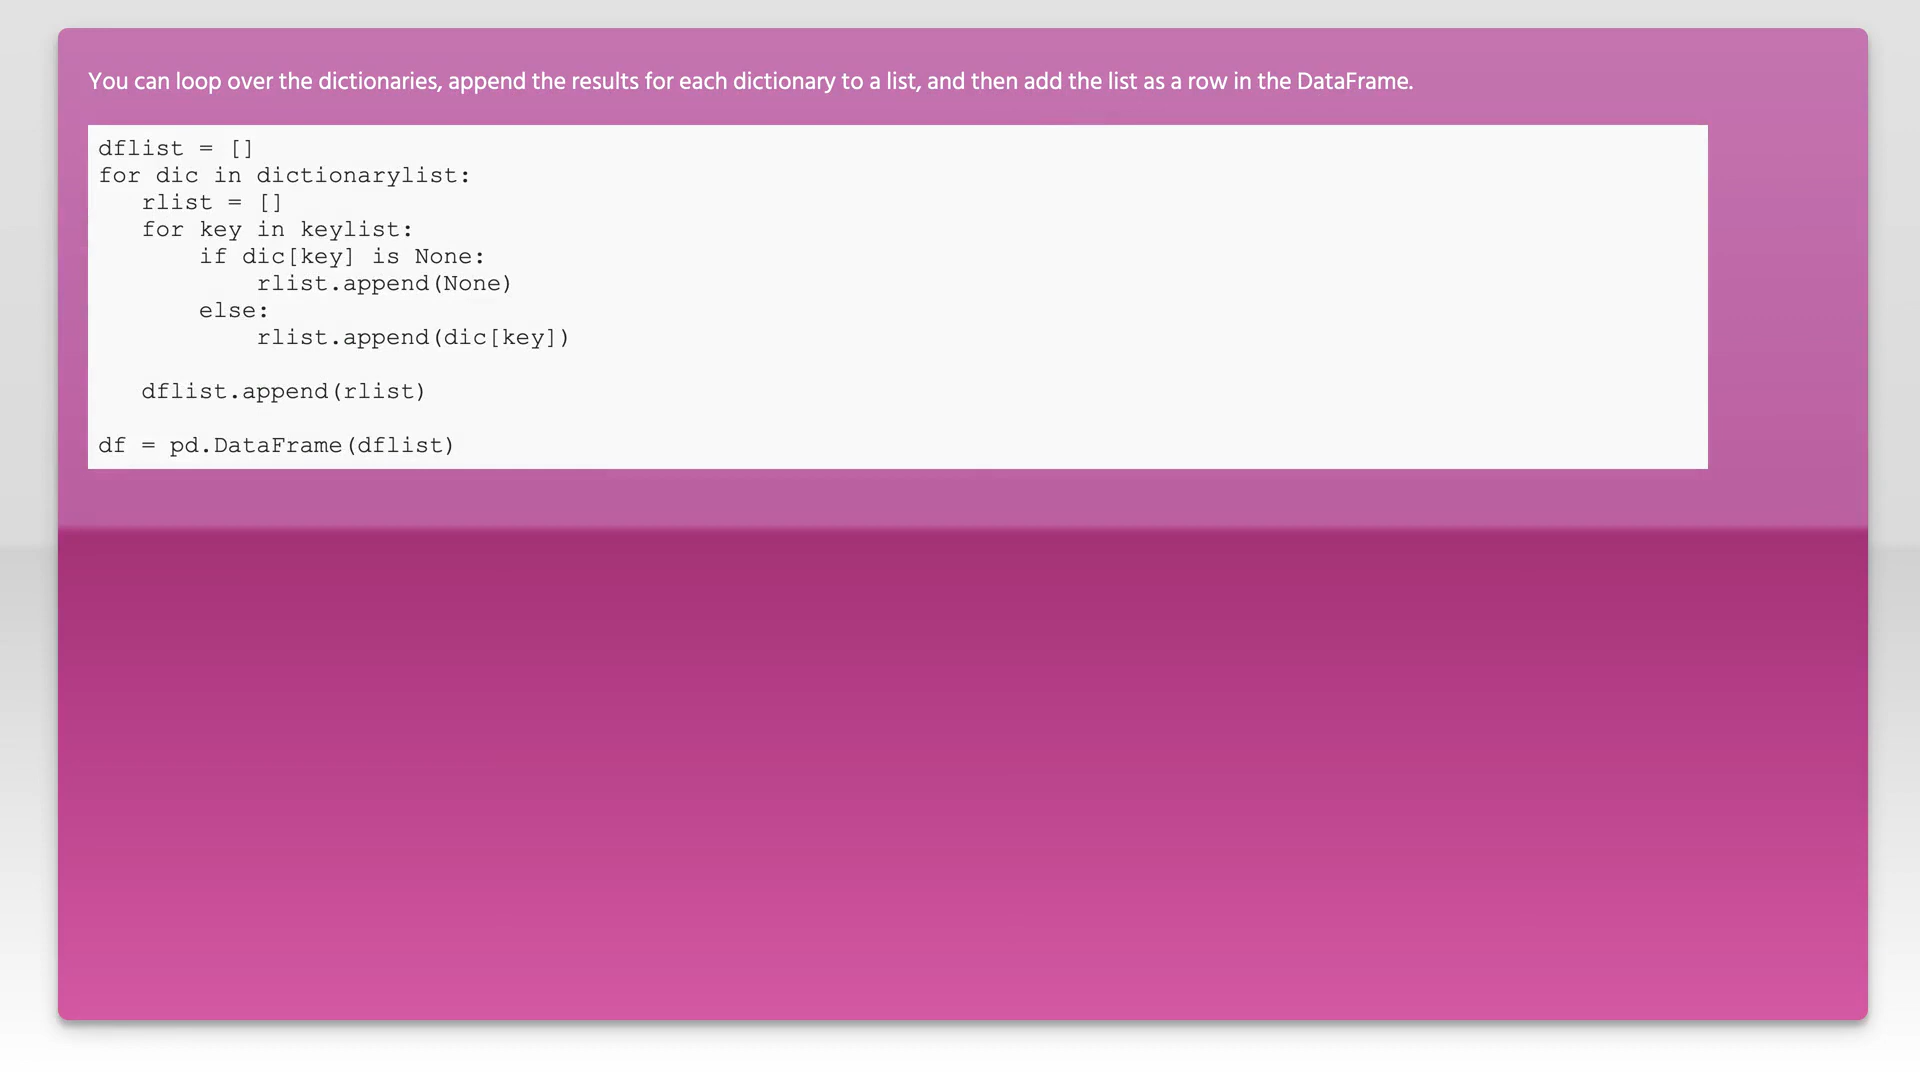 You can loop over the dictionaries, append the results for each dictionary to a list, and then add the list as a row in the DataFrame.
dflist = []
for dic in dictionarylist:
   rlist = []
   for key in keylist:
       if dic[key] is None:
           rlist.append(None)
       else:
           rlist.append(dic[key])
   dflist.append(rlist)
df = pd.DataFrame(dflist)